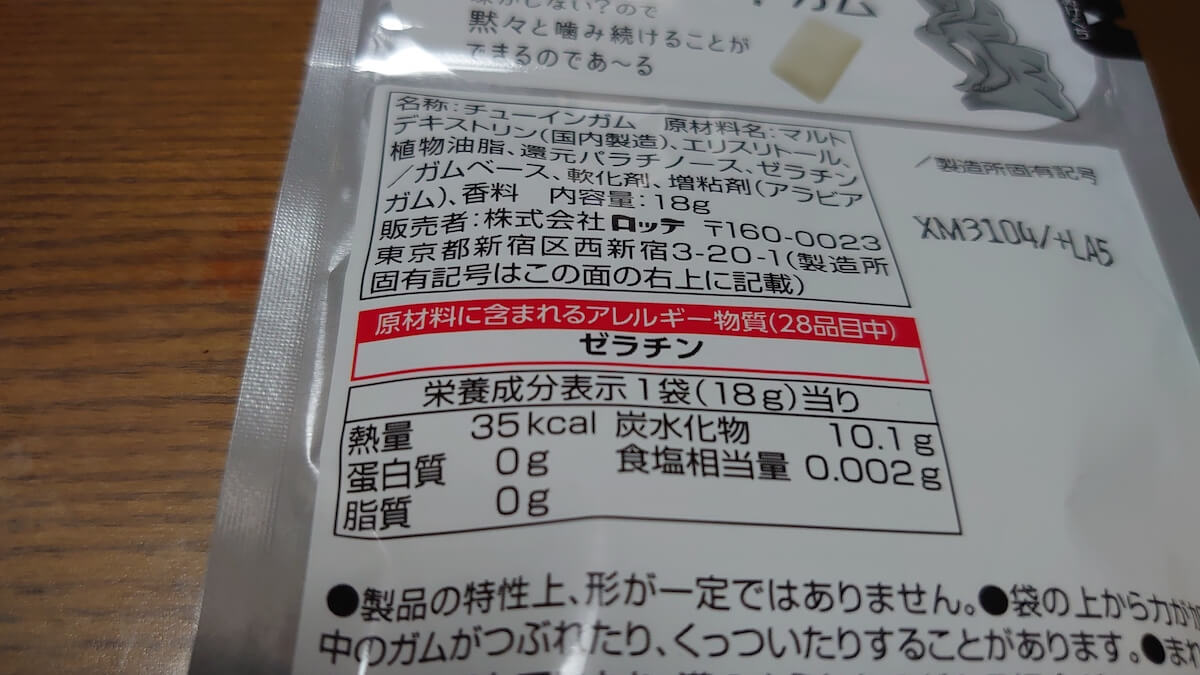 ガム
味がしない?ので
黙々と噛み続けることが
できるのであ〜る
名称:チューインガム 原材料名:マルト
デキストリン(国内製造)、エリスリトール、
植物油脂、還元パラチノース、ゼラチン
/ガムベース、軟化剤、増粘剤(アラビア
ガム)、香料 内容量:18g
販売者:株式会社ロッテ 〒160-0023
東京都新宿区西新宿3-20-1(製造所
固有記号はこの面の右上に記載)
/製造所固有記号
XM3104/+LA5
原材料に含まれるアレルギー物質(28品目中)
ゼラチン
栄養成分表示1袋(18g)当り
熱量 35kcal 炭水化物 10.1g
蛋白質 0g 食塩相当量 0.002g
脂質 0g
●製品の特性上、形が一定ではありません。●袋の上から力が
中のガムがつぶれたり、くっついたりすることがあります。●まれ